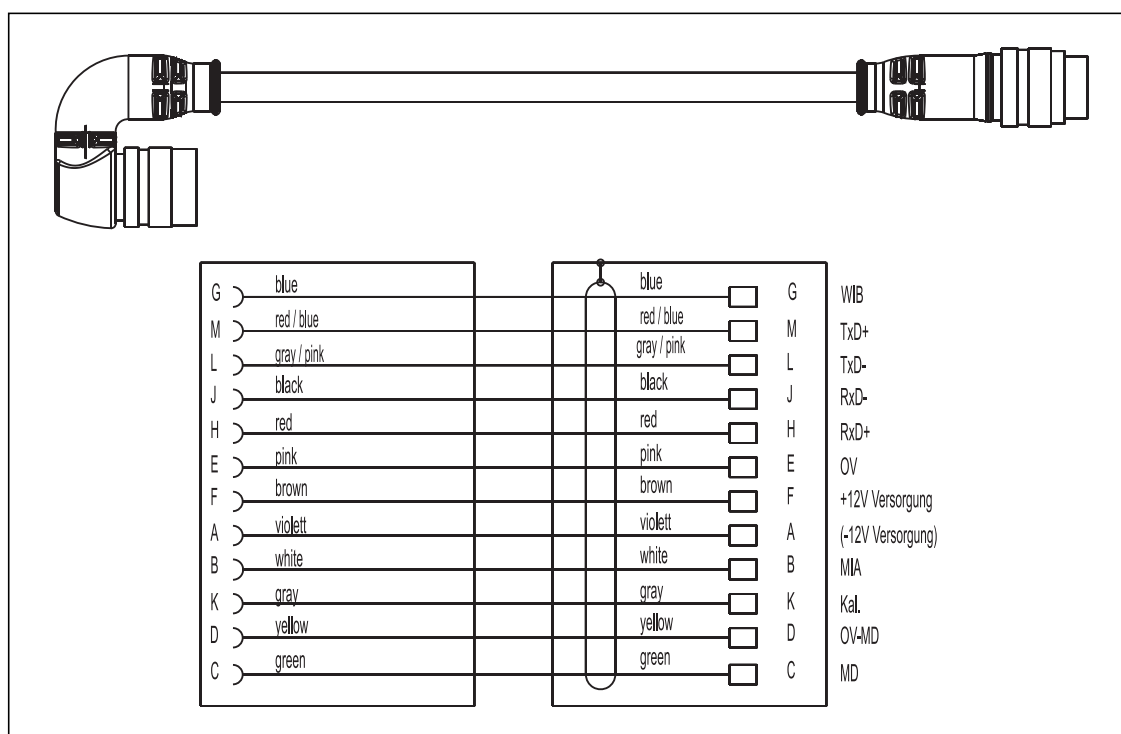 G blue blue G WIB
M red / blue red / blue M TxD+
L gray / pink gray / pink L TxD-
J black black J RxD-
H red red H RxD+
E pink pink E OV
F brown brown F +12V Versorgung
A violett violett A (-12V Versorgung)
B white white B MIA
K gray gray K Kal.
D yellow yellow D OV-MD
C green green C MD